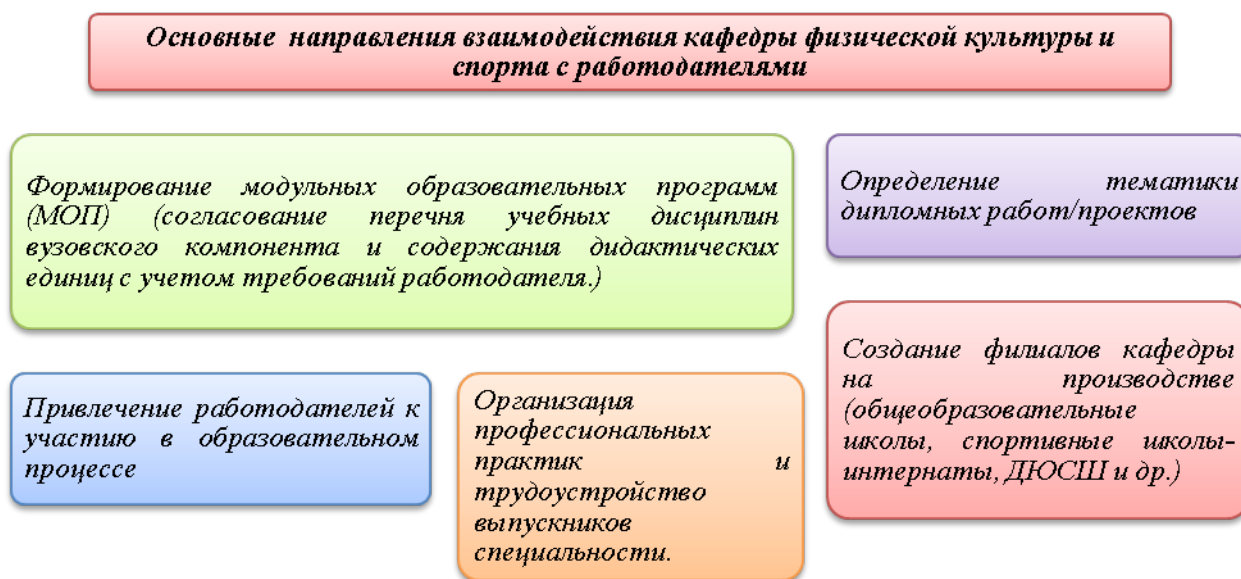 Основные направления взаимодействия кафедры физической культуры и
спорта с работодателями
Формирование модульных образовательных программ
(МОП) (согласование перечня учебных дисциплин
вузовского компонента и содержания дидактических
единиц с учетом требований работодателя.)
Определение тематики
дипломных работ/проектов
Привлечение работодателей к
участию в образовательном
процессе
Организация
профессиональных
практик и
трудоустройство
выпускников
специальности.
Создание филиалов кафедры
на производстве
(общеобразовательные
школы, спортивные школы-
интернаты, ДЮСШ и др.)